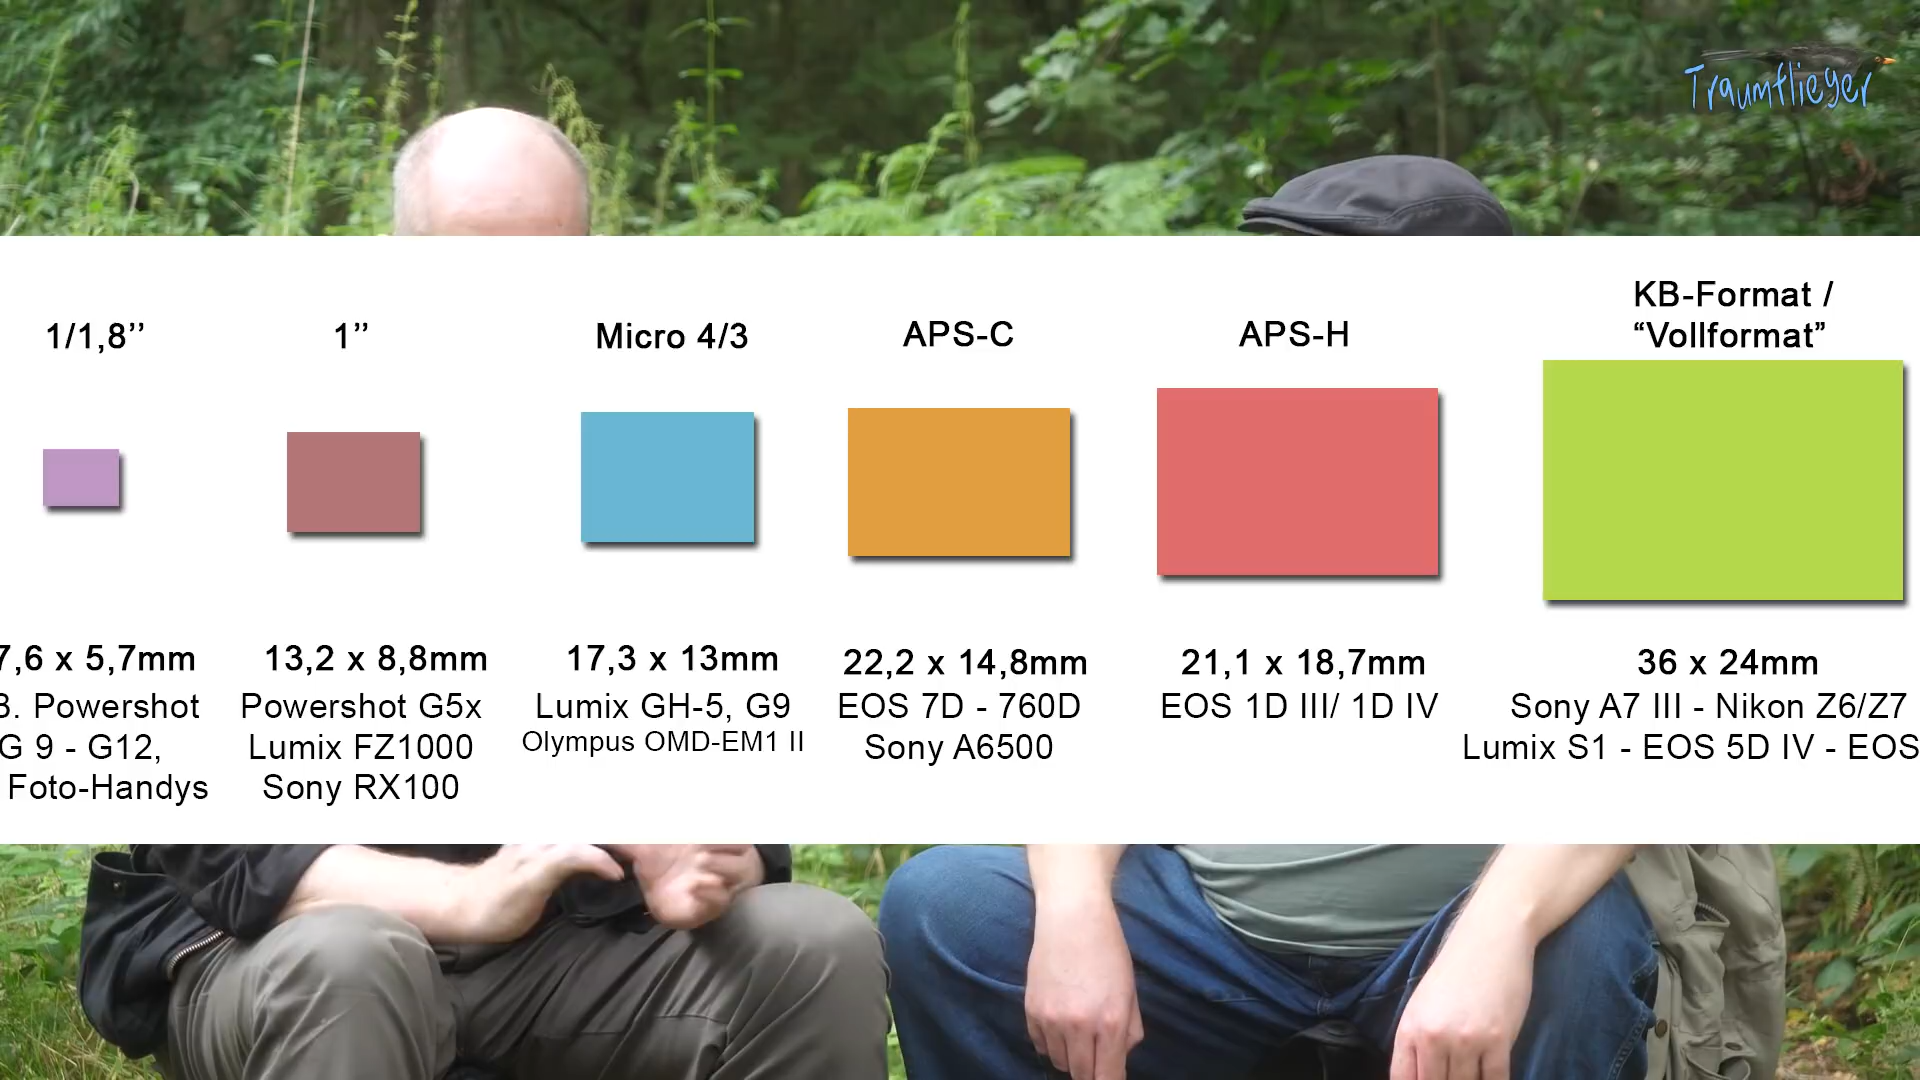 Traumflieger
1/1,8’’
1’’
Micro 4/3
APS-C
APS-H
KB-Format /
“Vollformat”
7,6 x 5,7mm
13,2 x 8,8mm
17,3 x 13mm
22,2 x 14,8mm
21,1 x 18,7mm
36 x 24mm
B. Powershot
G 9 - G12,
Foto-Handys
Powershot G5x
Lumix FZ1000
Sony RX100
Lumix GH-5, G9
Olympus OMD-EM1 II
EOS 7D - 760D
Sony A6500
EOS 1D III/ 1D IV
Sony A7 III - Nikon Z6/Z7
Lumix S1 - EOS 5D IV - EOS